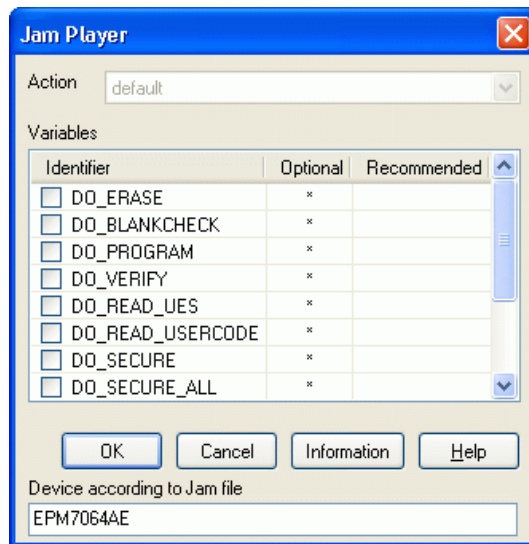 Jam Player
Action default
Variables
Identifier Optional Recommended
DO_ERASE *
DO_BLANKCHECK *
DO_PROGRAM *
DO_VERIFY *
DO_READ_UES *
DO_READ_USERCODE *
DO_SECURE *
DO_SECURE_ALL *
OK Cancel Information Help
Device according to Jam file
EPM7064AE